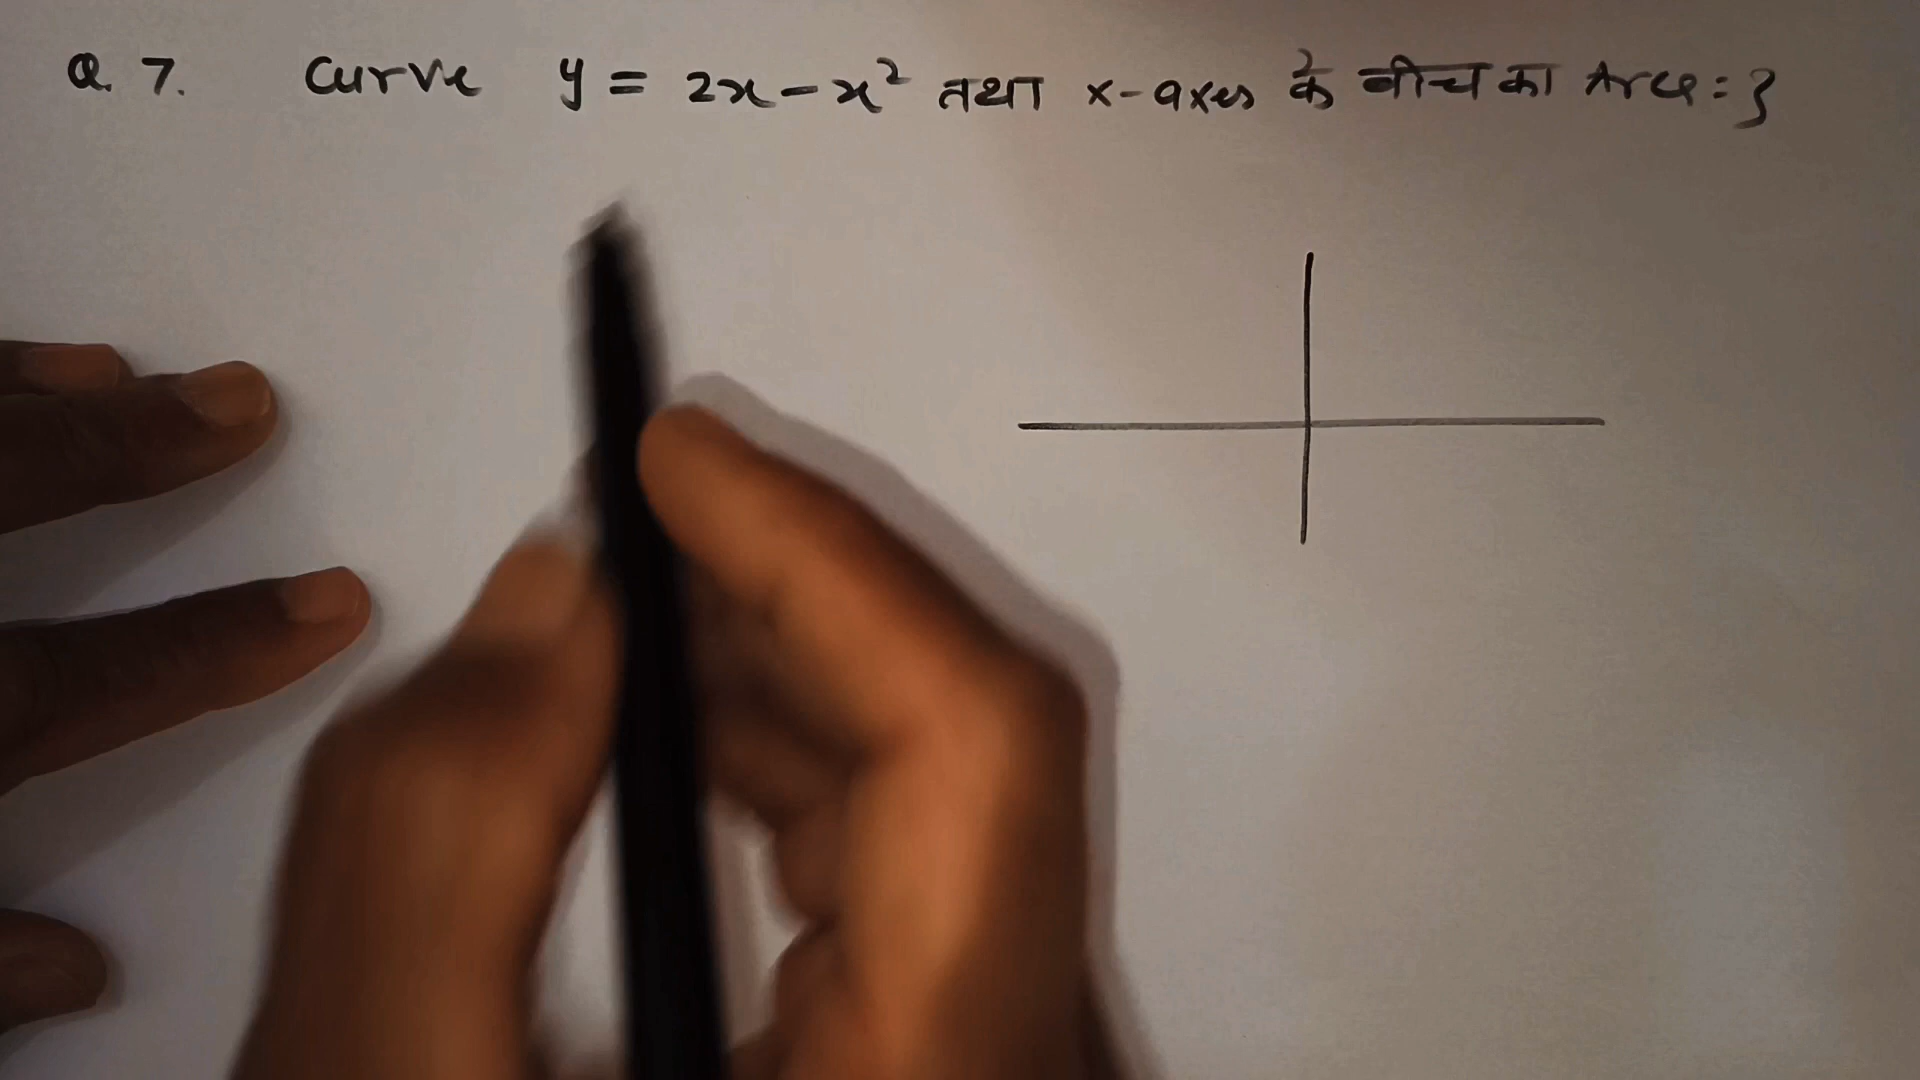 Q. 7. Curve y = 2x - x² तथा x-axes के बीच का Area = ?